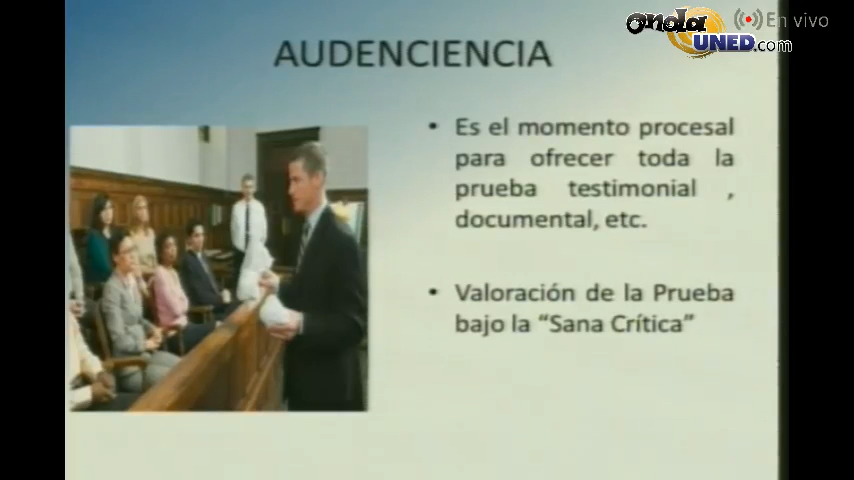 onda
UNED.com
En vivo
AUDENCIENCIA
• Es el momento procesal
para ofrecer toda la
prueba testimonial ,
documental, etc.
• Valoración de la Prueba
bajo la “Sana Crítica”